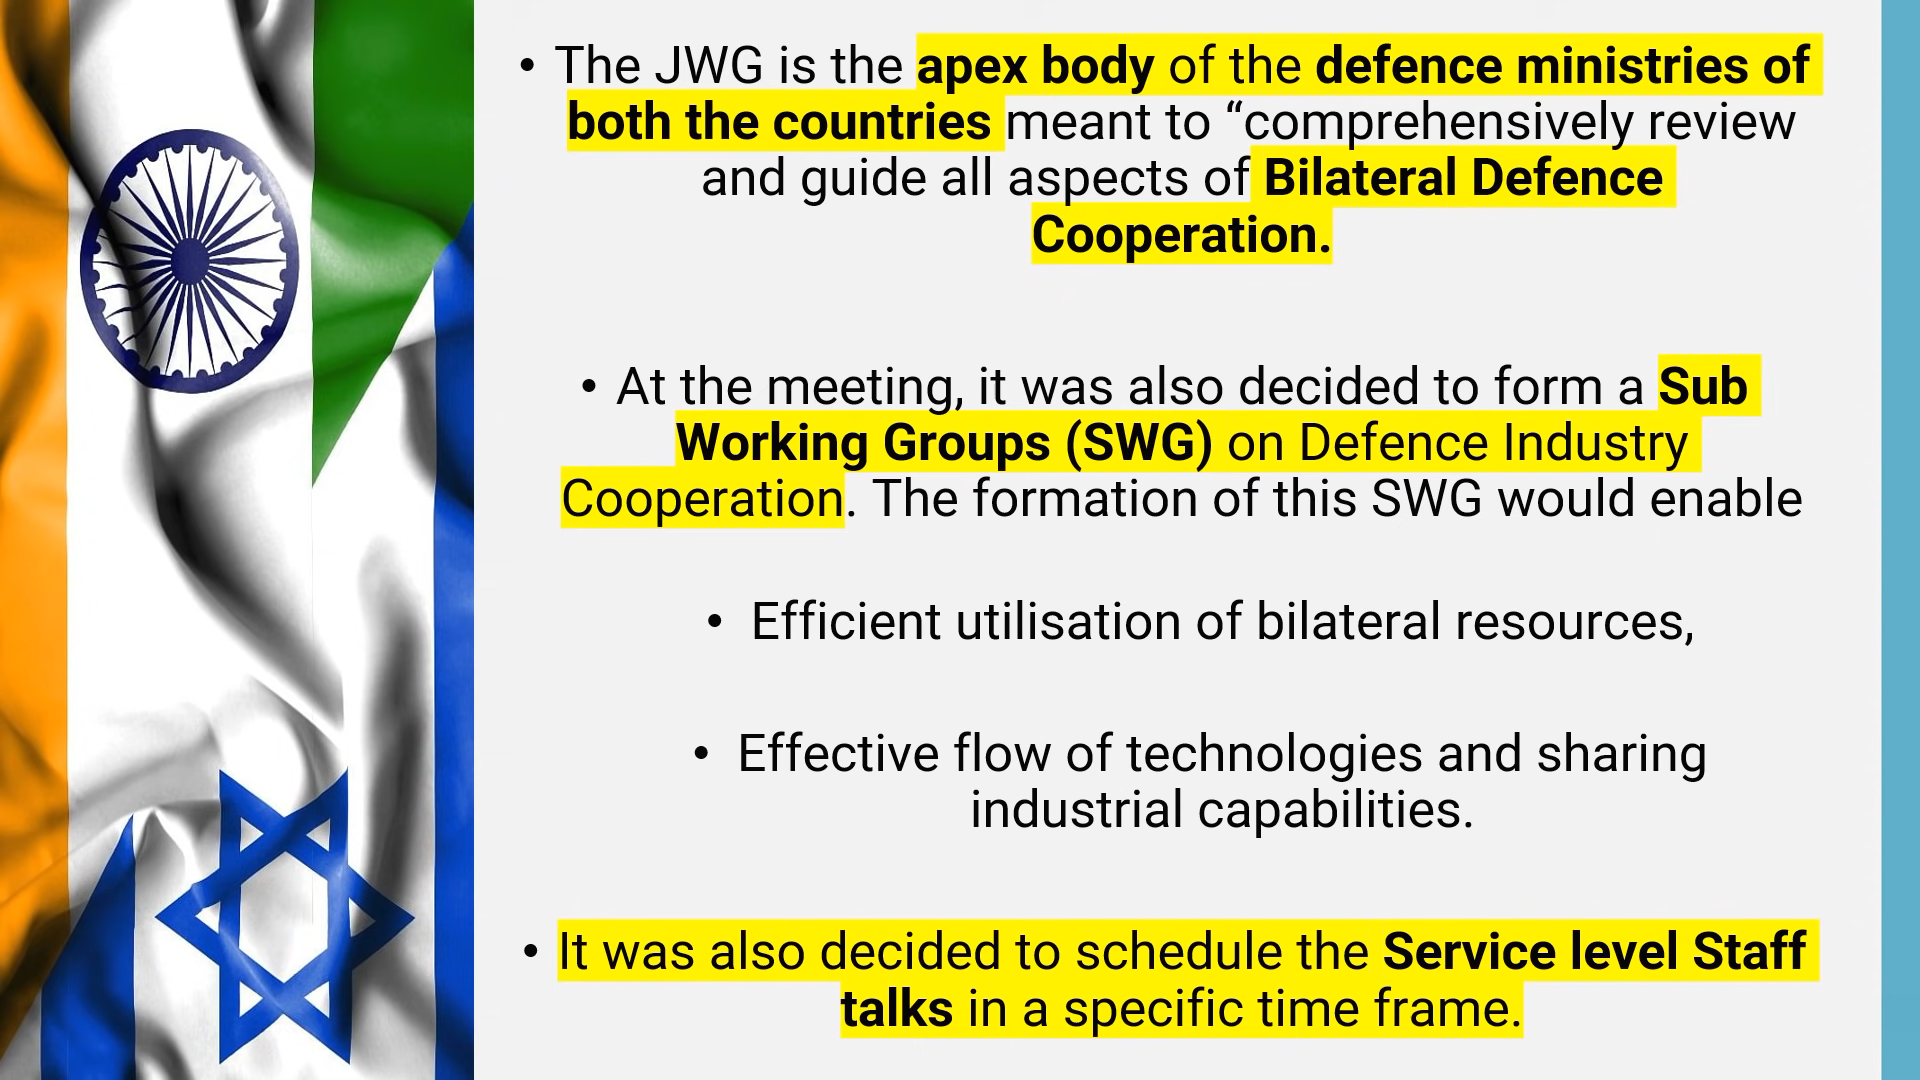 • The JWG is the apex body of the defence ministries of
both the countries meant to “comprehensively review
and guide all aspects of Bilateral Defence
Cooperation.
• At the meeting, it was also decided to form a Sub
Working Groups (SWG) on Defence Industry
Cooperation. The formation of this SWG would enable
• Efficient utilisation of bilateral resources,
• Effective flow of technologies and sharing
industrial capabilities.
• It was also decided to schedule the Service level Staff
talks in a specific time frame.